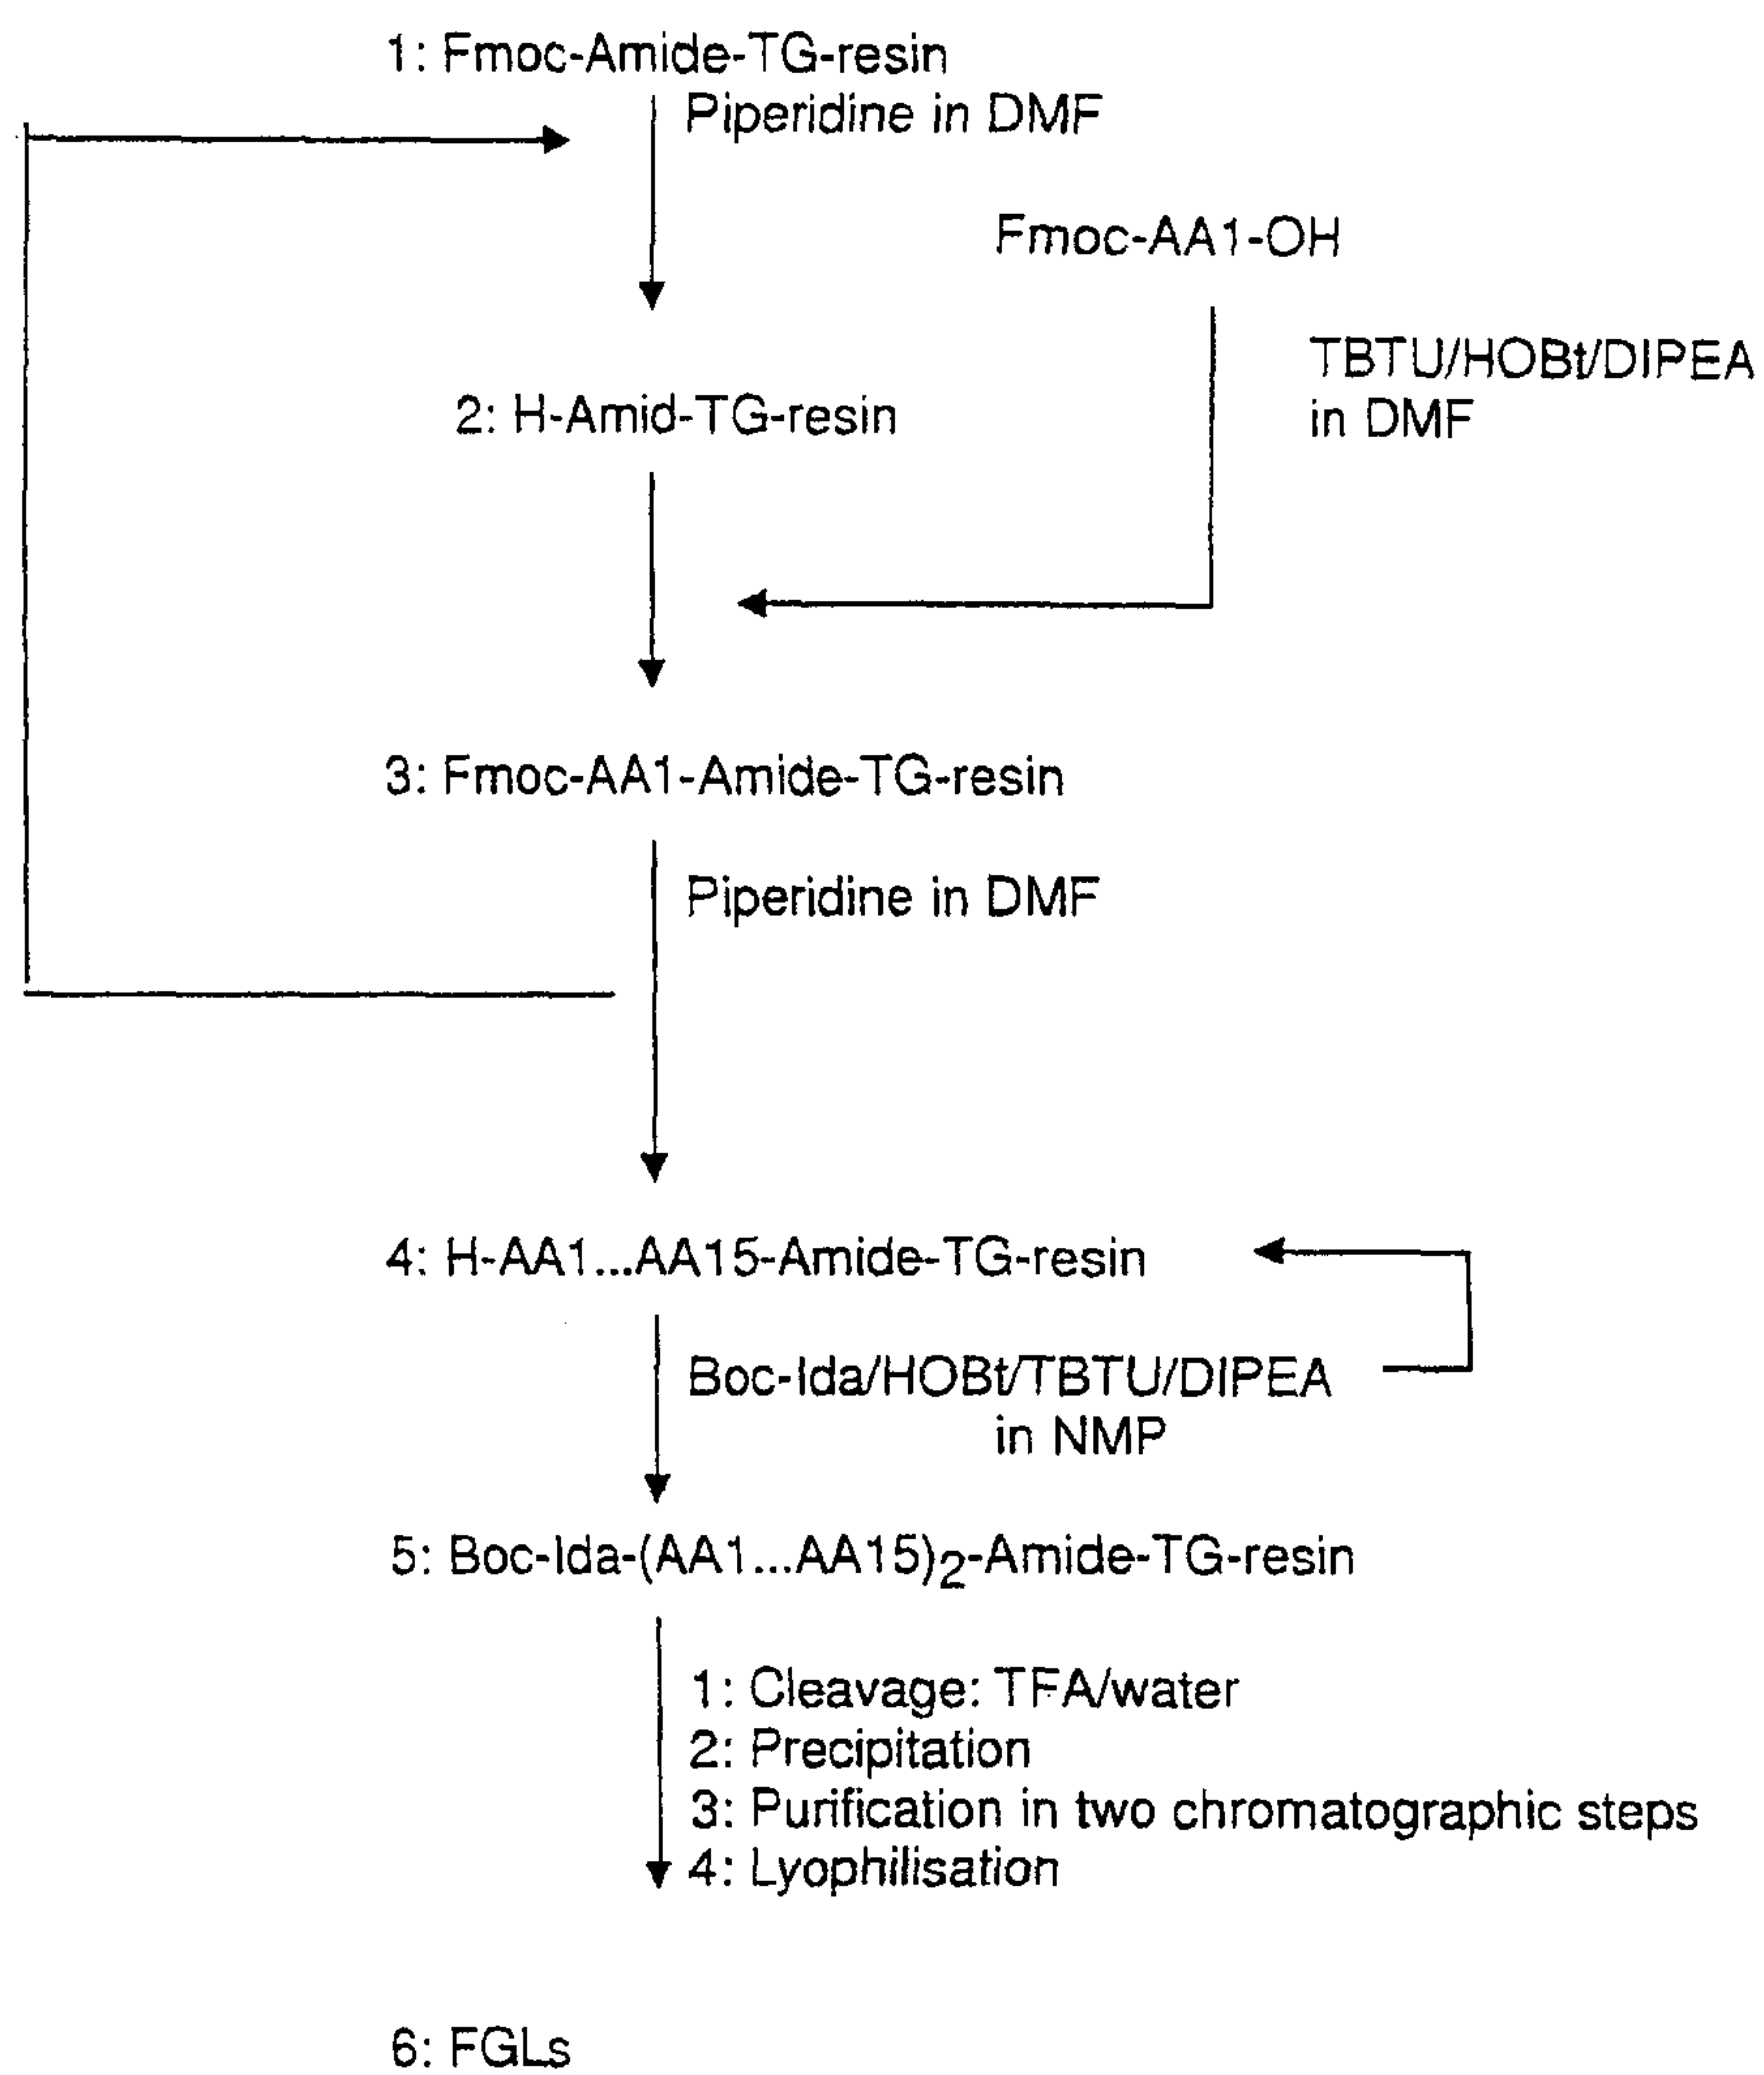 1: Fmoc-Amide-TG-resin
Piperidine in DMF
Fmoc-AA1-OH
TBTU/HOBt/DIPEA
in DMF
2: H-Amid-TG-resin
3: Fmoc-AA1-Amide-TG-resin
Piperidine in DMF
4: H-AA1...AA15-Amide-TG-resin
Boc-Ida/HOBt/TBTU/DIPEA
in NMP
5: Boc-Ida-(AA1...AA15)2-Amide-TG-resin
1: Cleavage: TFA/water
2: Precipitation
3: Purification in two chromatographic steps
4: Lyophilisation
6: FGLs